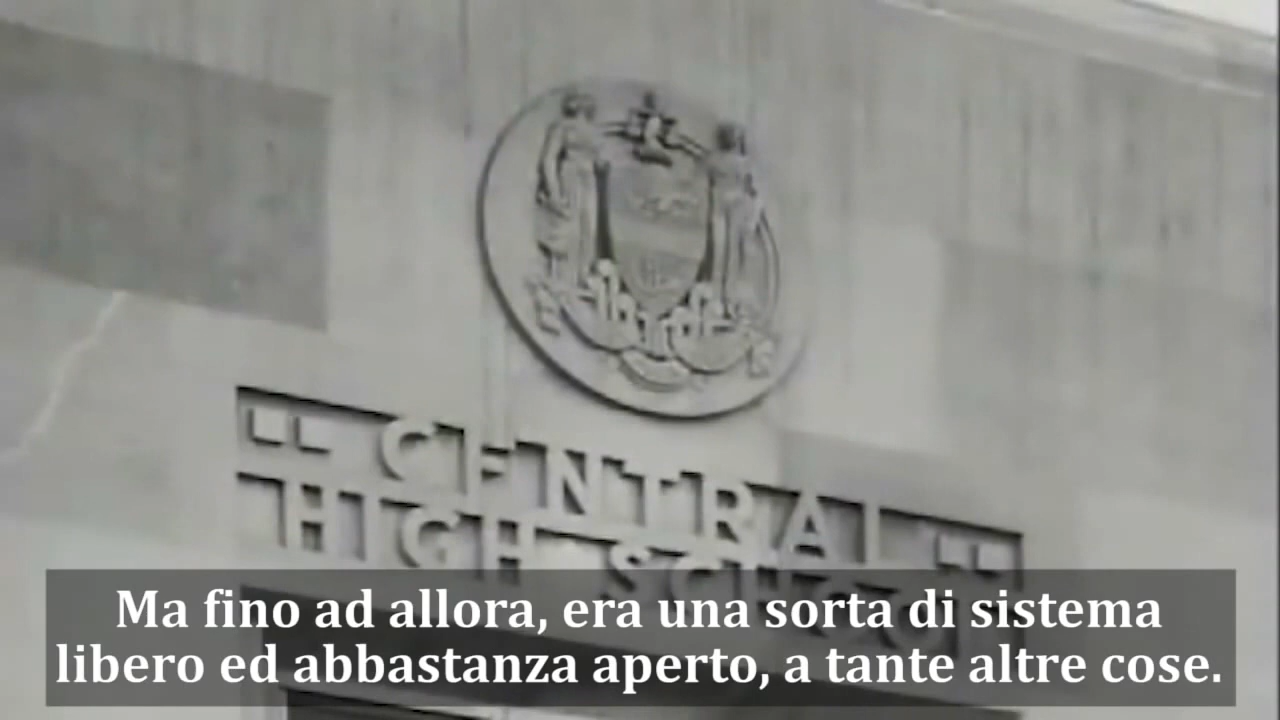 CENTRAL
HIGH SCHOOL
Ma fino ad allora, era una sorta di sistema
libero ed abbastanza aperto, a tante altre cose.